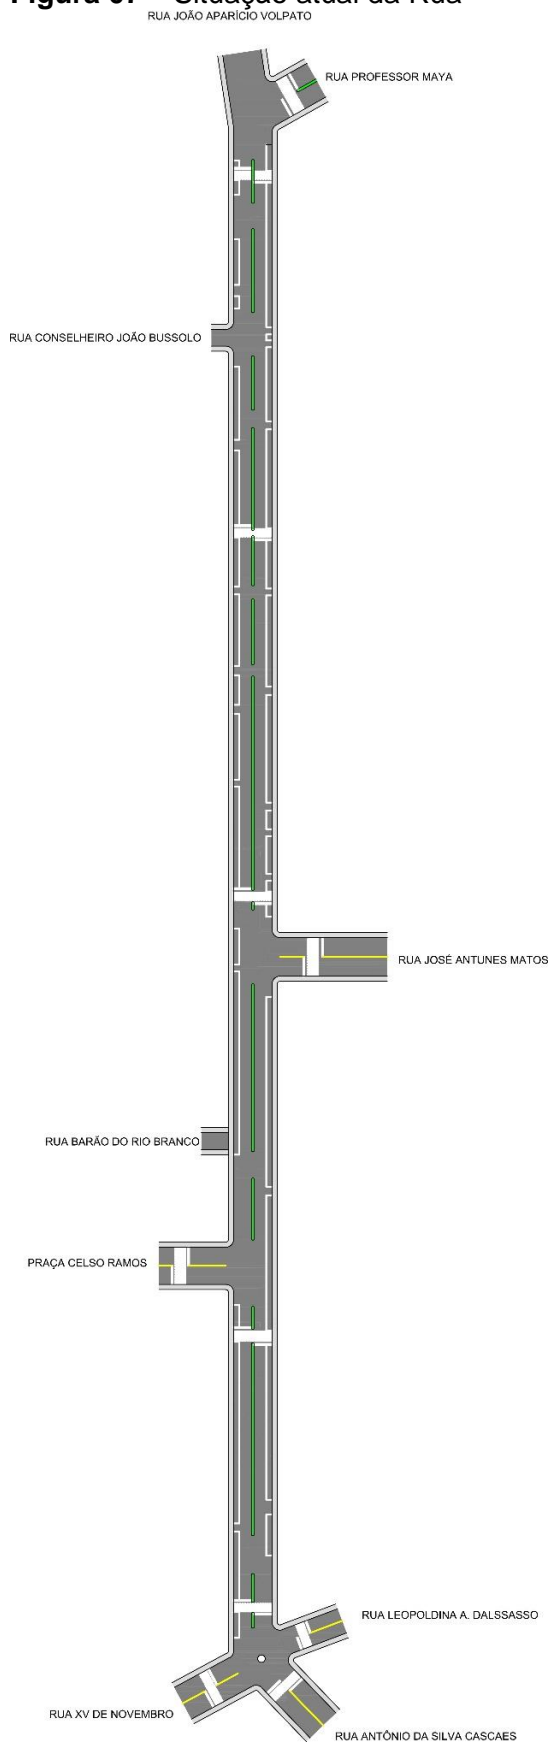 Situação atual da Rua
RUA JOÃO APARÍCIO VOLPATO
RUA PROFESSOR MAYA
RUA CONSELHEIRO JOÃO BUSSOLO
RUA JOSÉ ANTUNES MATOS
RUA BARÃO DO RIO BRANCO
PRAÇA CELSO RAMOS
RUA LEOPOLDINA A. DALSSASSO
RUA XV DE NOVEMBRO
RUA ANTÔNIO DA SILVA CASCAES